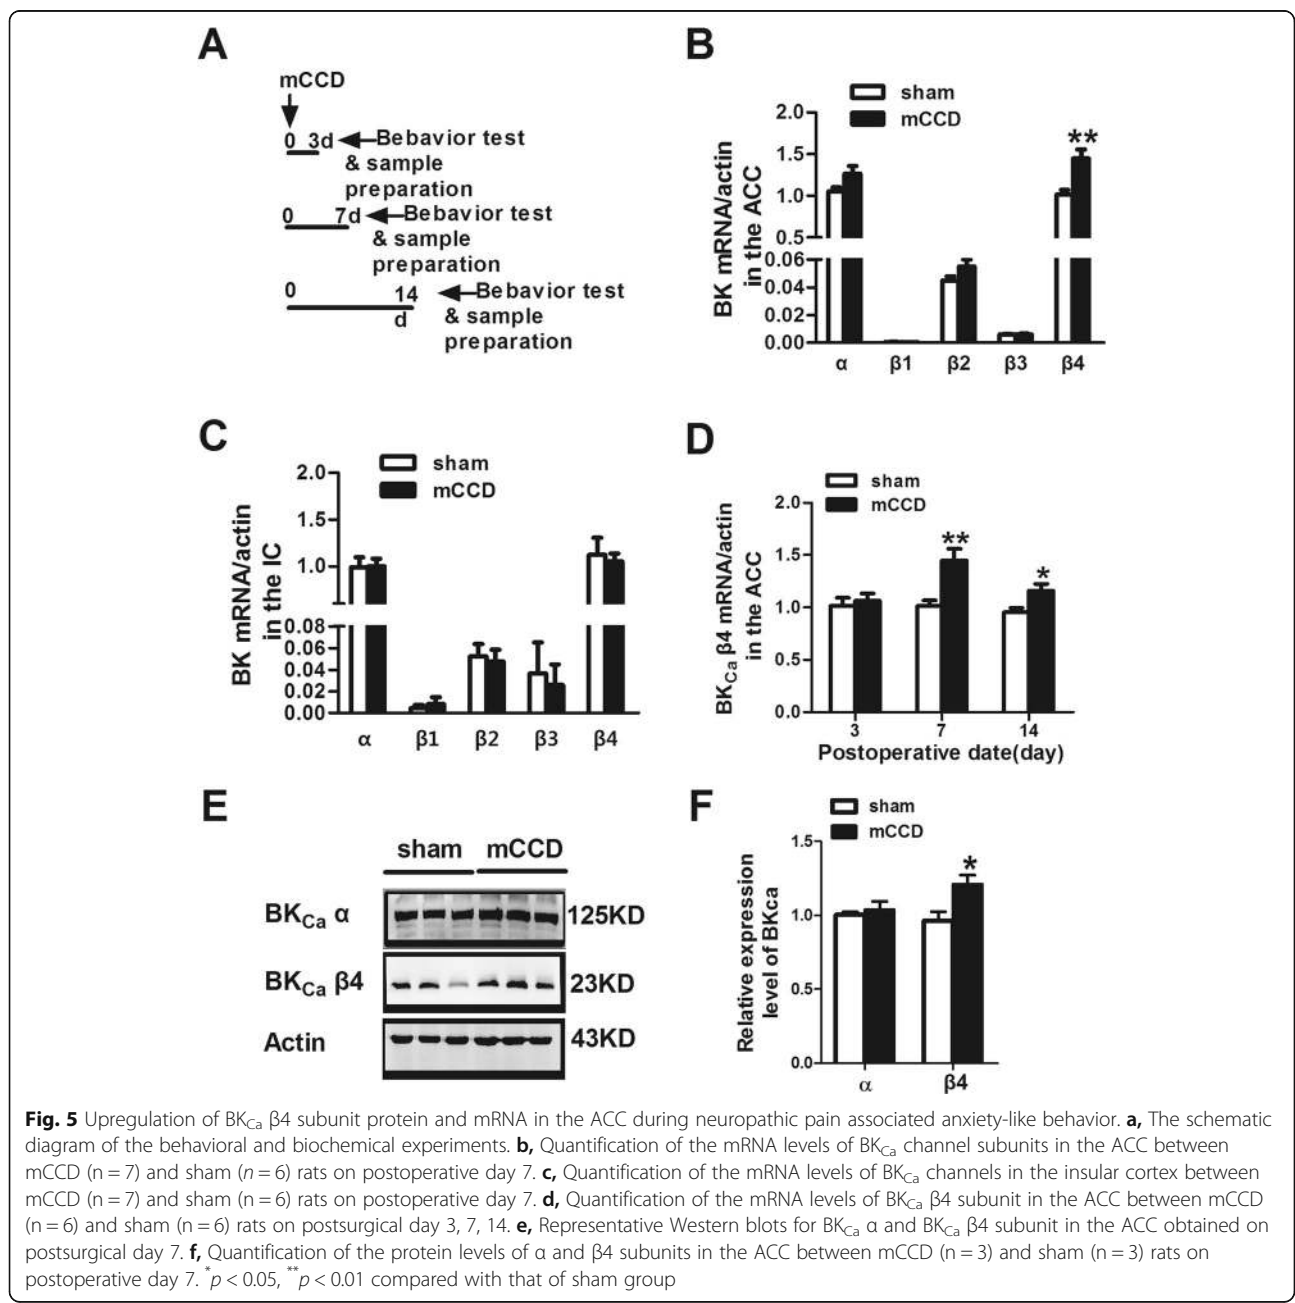 A
mCCD
0 3d Bebavior test
& sample
preparation
0 7d Bebavior test
& sample
preparation
0 14 Bebavior test
d & sample
preparation
B
sham
mCCD
BK mRNA/actin
in the ACC
2.0
1.5
1.0
0.5
0.06
0.04
0.02
0.00
**
α β1 β2 β3 β4
C
sham
mCCD
BK mRNA/actin
in the IC
2.0
1.5
1.0
0.08
0.06
0.04
0.02
0.00
α β1 β2 β3 β4
D
sham
mCCD
BKCa β4 mRNA/actin
in the ACC
2.0
1.5
1.0
0.5
0.0
**
*
3 7 14
Postoperative date(day)
E
sham mCCD
BKCa α 125KD
BKCa β4 23KD
Actin 43KD
F
sham
mCCD
Relative expression
level of BKca
1.5
1.0
0.5
0.0
*
α β4
Fig. 5 Upregulation of BKCa β4 subunit protein and mRNA in the ACC during neuropathic pain associated anxiety-like behavior. a, The schematic
diagram of the behavioral and biochemical experiments. b, Quantification of the mRNA levels of BKCa channel subunits in the ACC between
mCCD (n = 7) and sham (n = 6) rats on postoperative day 7. c, Quantification of the mRNA levels of BKCa channels in the insular cortex between
mCCD (n = 7) and sham (n = 6) rats on postoperative day 7. d, Quantification of the mRNA levels of BKCa β4 subunit in the ACC between mCCD
(n = 6) and sham (n = 6) rats on postsurgical day 3, 7, 14. e, Representative Western blots for BKCa α and BKCa β4 subunit in the ACC obtained on
postsurgical day 7. f, Quantification of the protein levels of α and β4 subunits in the ACC between mCCD (n = 3) and sham (n = 3) rats on
postoperative day 7. *p < 0.05, **p < 0.01 compared with that of sham group